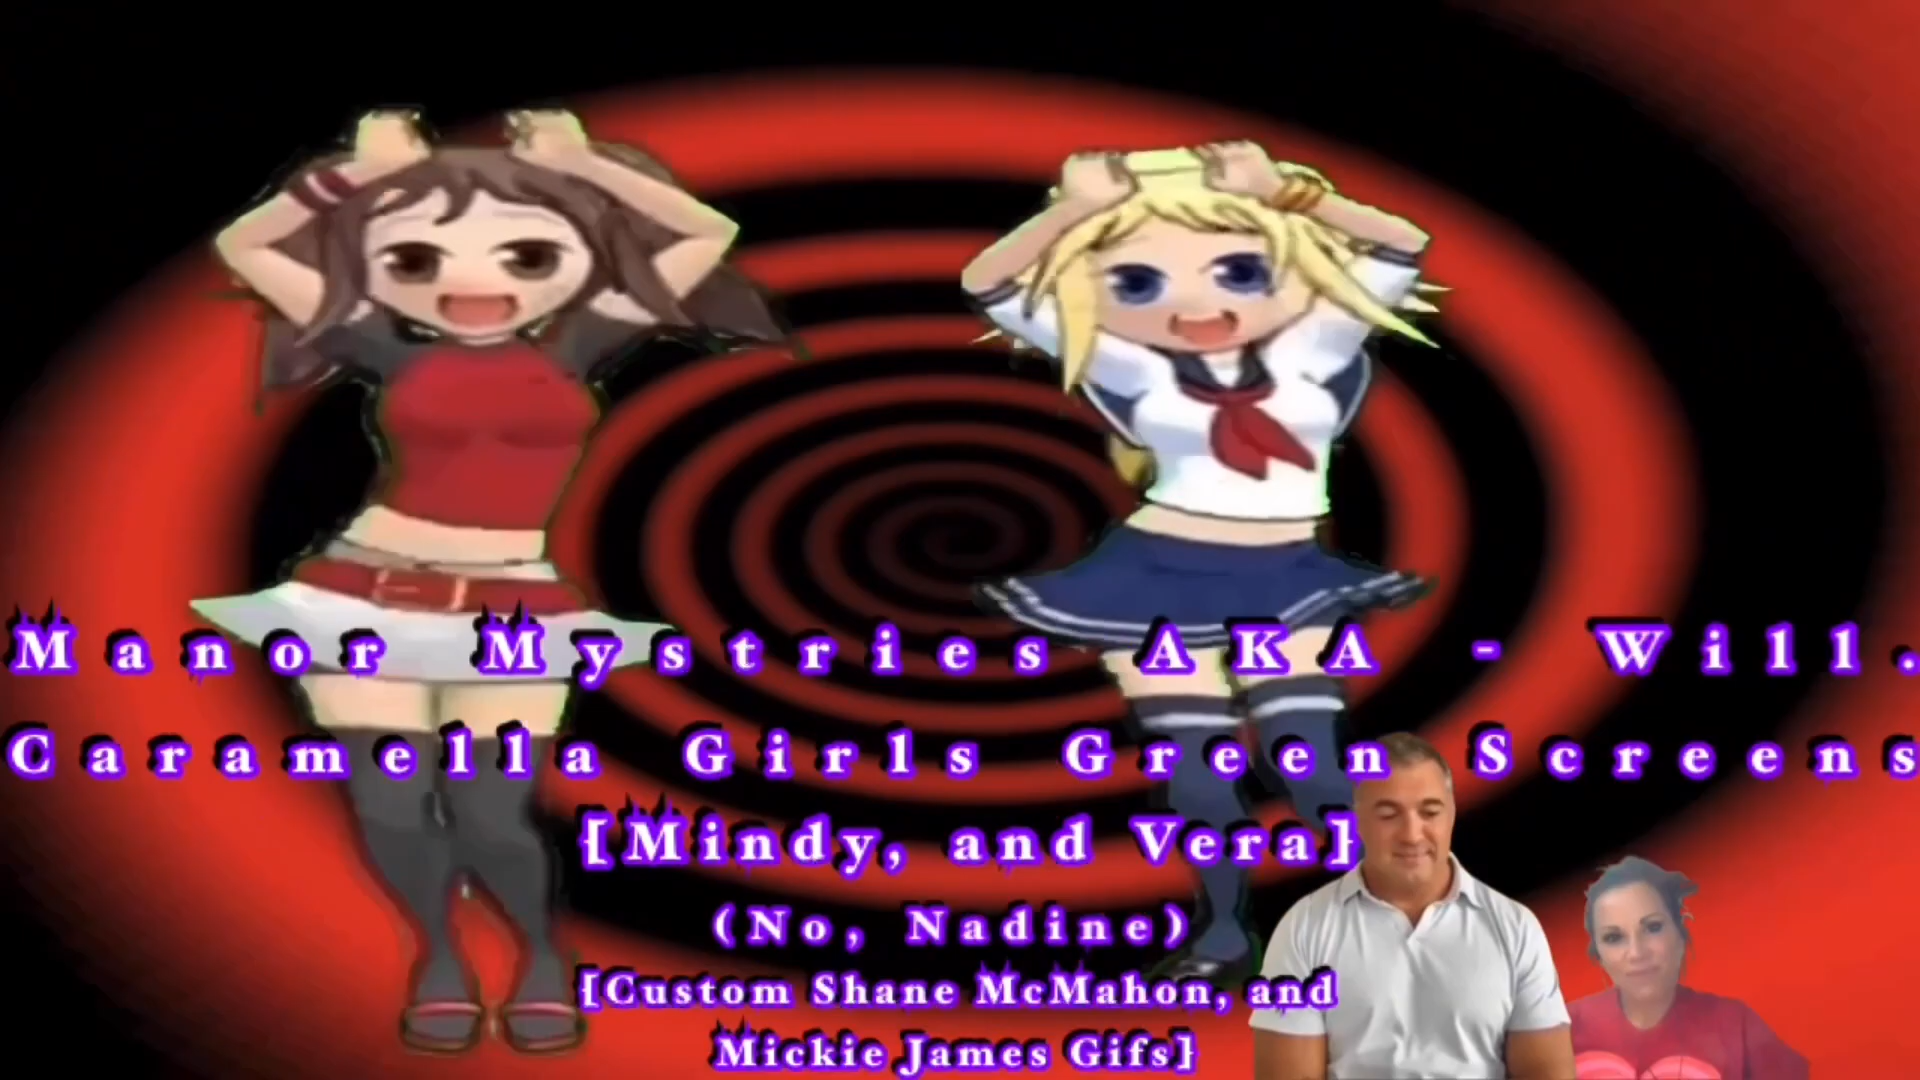 Manor Mystries AKA - Will.
Caramella Girls Green Screens
[Mindy, and Vera]
(No, Nadine)
[Custom Shane McMahon, and
Mickie James Gifs]